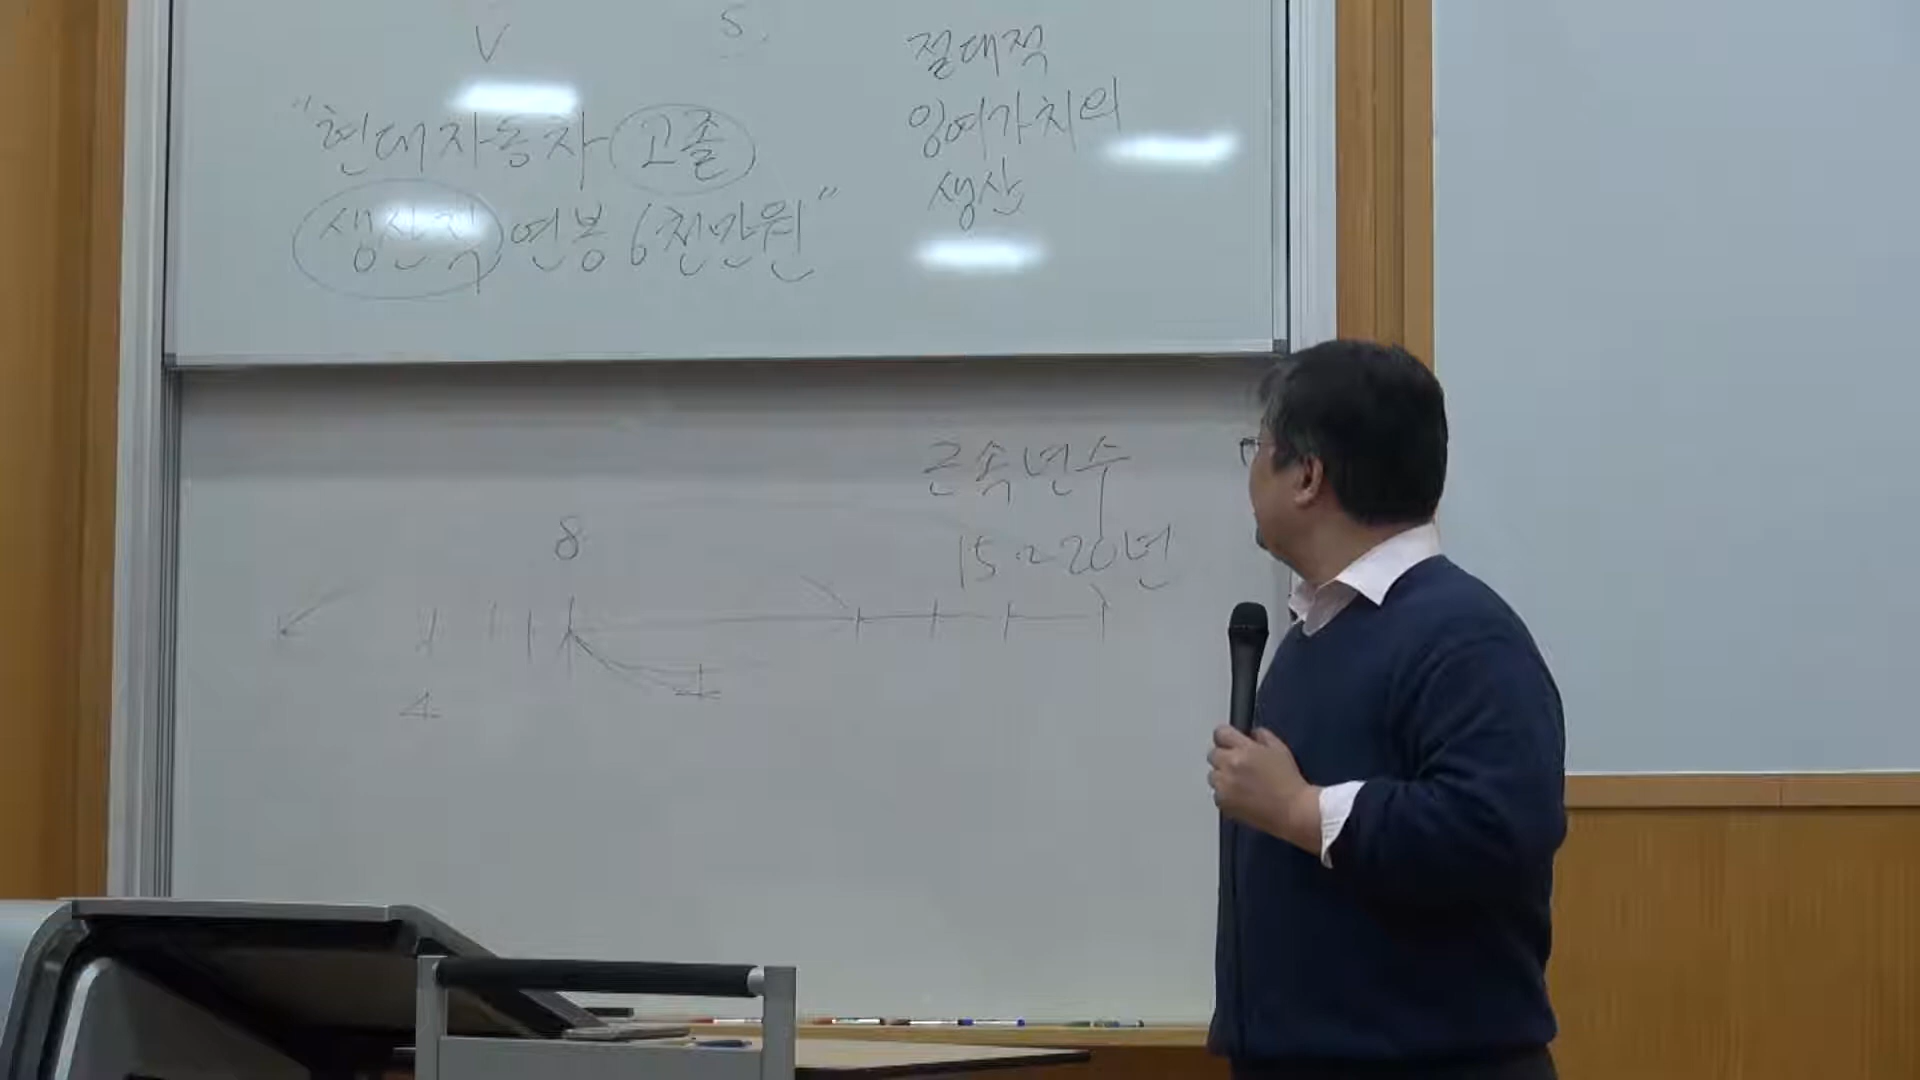 V
S.
"현대자동차 고졸
생산직 연봉 6천만원"
절대적
잉여가치의
생산
근속년수
15~20년
8
4